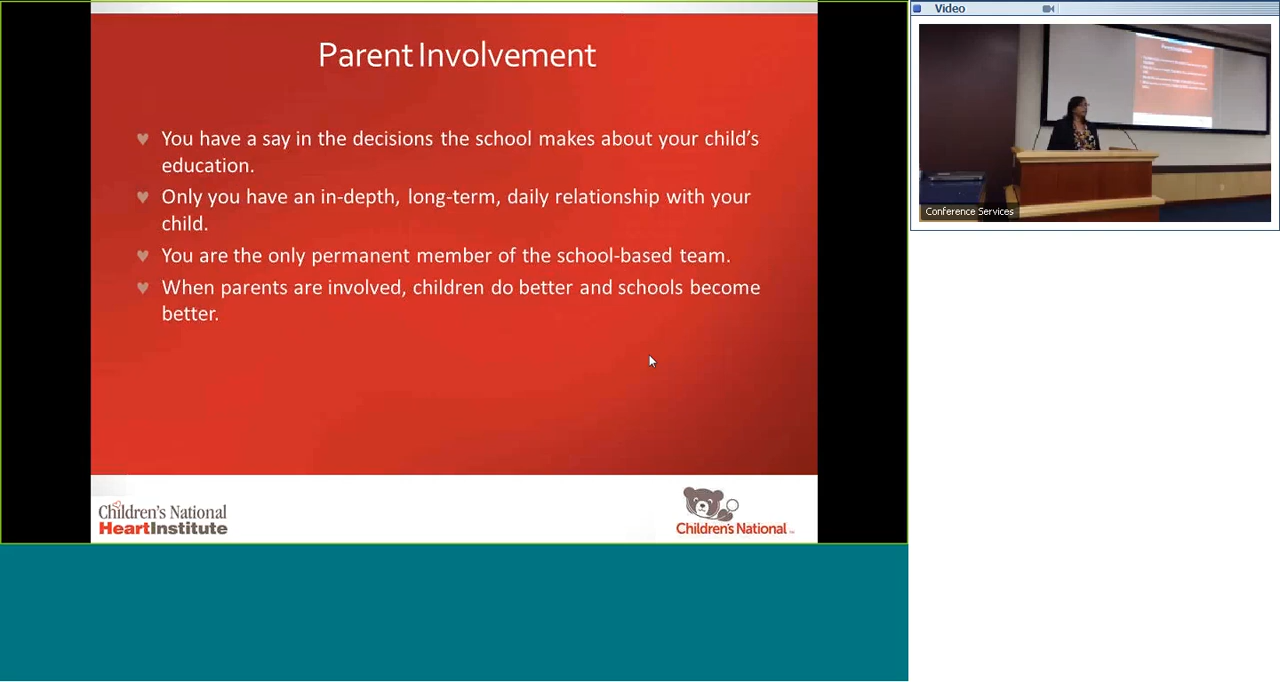 Parent Involvement
♥ You have a say in the decisions the school makes about your child's
education.
♥ Only you have an in-depth, long-term, daily relationship with your
child.
♥ You are the only permanent member of the school-based team.
♥ When parents are involved, children do better and schools become
better.
Children's National
HeartInstitute
Children's National
Video
Parent Involvement
Conference Services